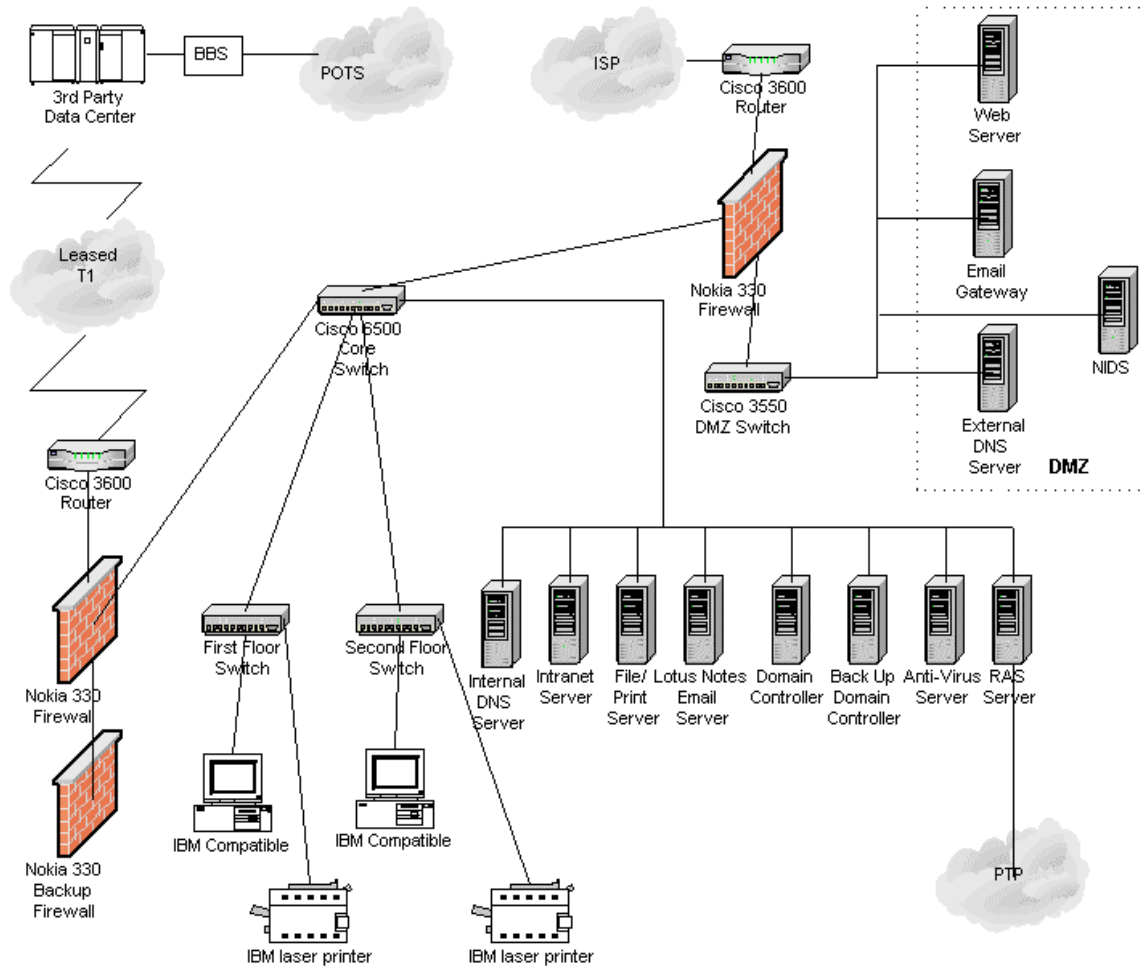 BBS
POTS
ISP
3rd Party
Data Center
Cisco 3600
Router
Web
Server
Leased
T1
Email
Gateway
Nokia 330
Firewall
Cisco 6500
Core
Switch
NIDS
Cisco 3550
DMZ Switch
External
DNS
Server
DMZ
Cisco 3600
Router
First Floor
Switch
Second Floor
Switch
Internal
DNS
Server
Intranet
Server
File/
Print
Server
Lotus Notes
Email
Server
Domain
Controller
Back Up
Domain
Controller
Anti-Virus
Server
RAS
Server
Nokia 330
Firewall
IBM Compatible
IBM Compatible
Nokia 330
Backup
Firewall
PTP
IBM laser printer
IBM laser printer